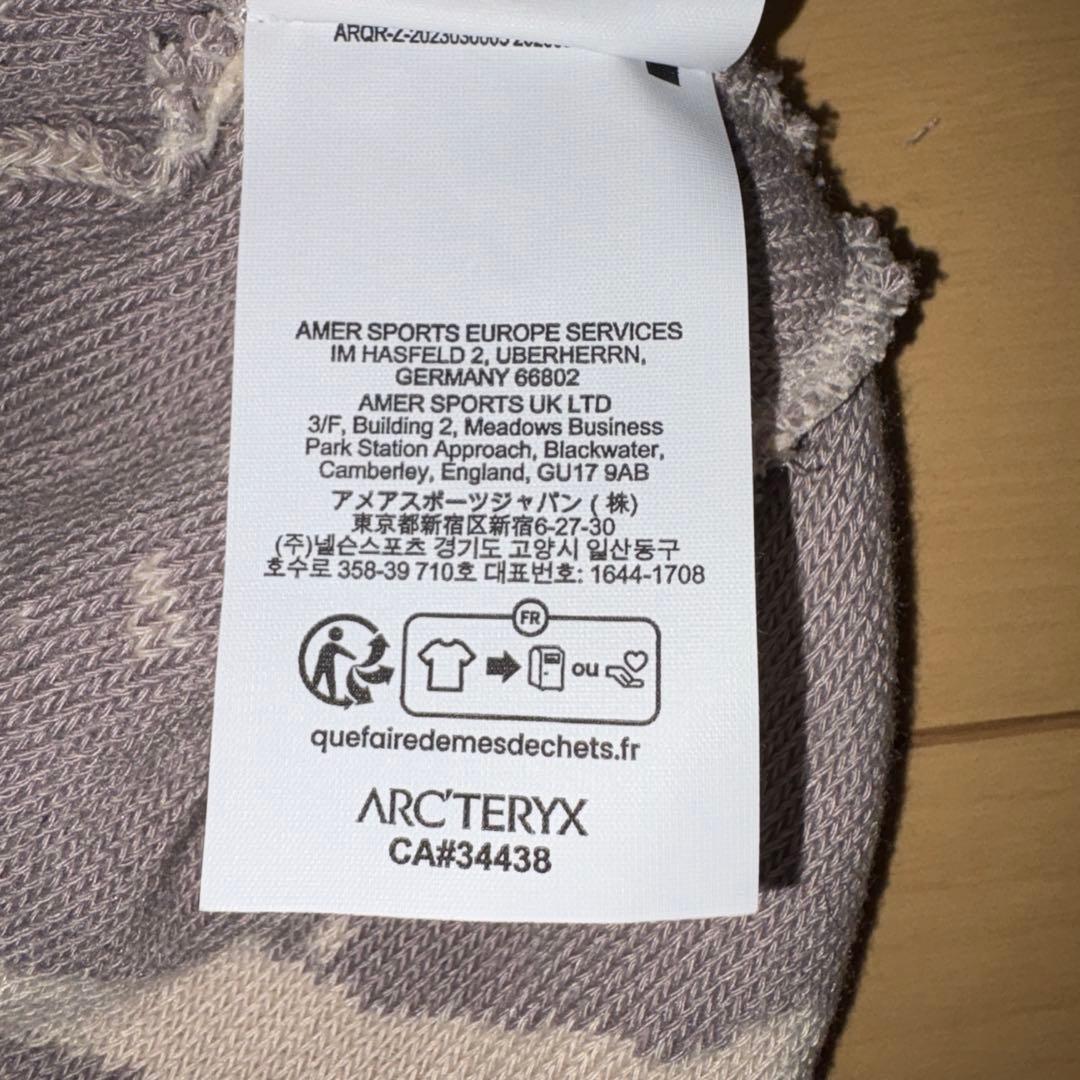 AMER SPORTS EUROPE SERVICES
IM HASFELD 2, UBERHERRN,
GERMANY 66802
AMER SPORTS UK LTD
3/F, Building 2, Meadows Business
Park Station Approach, Blackwater,
Camberley, England, GU17 9AB
アメアスポーツジャパン ( 株)
東京都新宿区新宿6-27-30
(주)넬슨스포츠 경기도 고양시 일산동구
호수로 358-39 710호 대표번호: 1644-1708
FR
ou
quefairedemesdechets.fr
ARC'TERYX
CA#34438